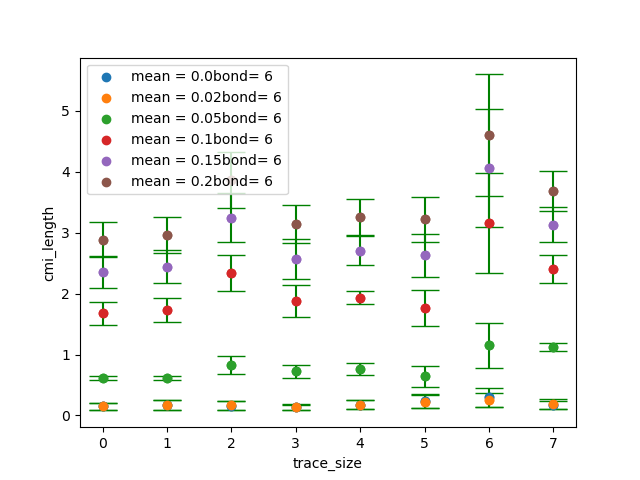 mean = 0.0bond= 6
mean = 0.02bond= 6
mean = 0.05bond= 6
mean = 0.1bond= 6
mean = 0.15bond= 6
mean = 0.2bond= 6
5
4
3
2
1
0
cmi_length
0 1 2 3 4 5 6 7
trace_size